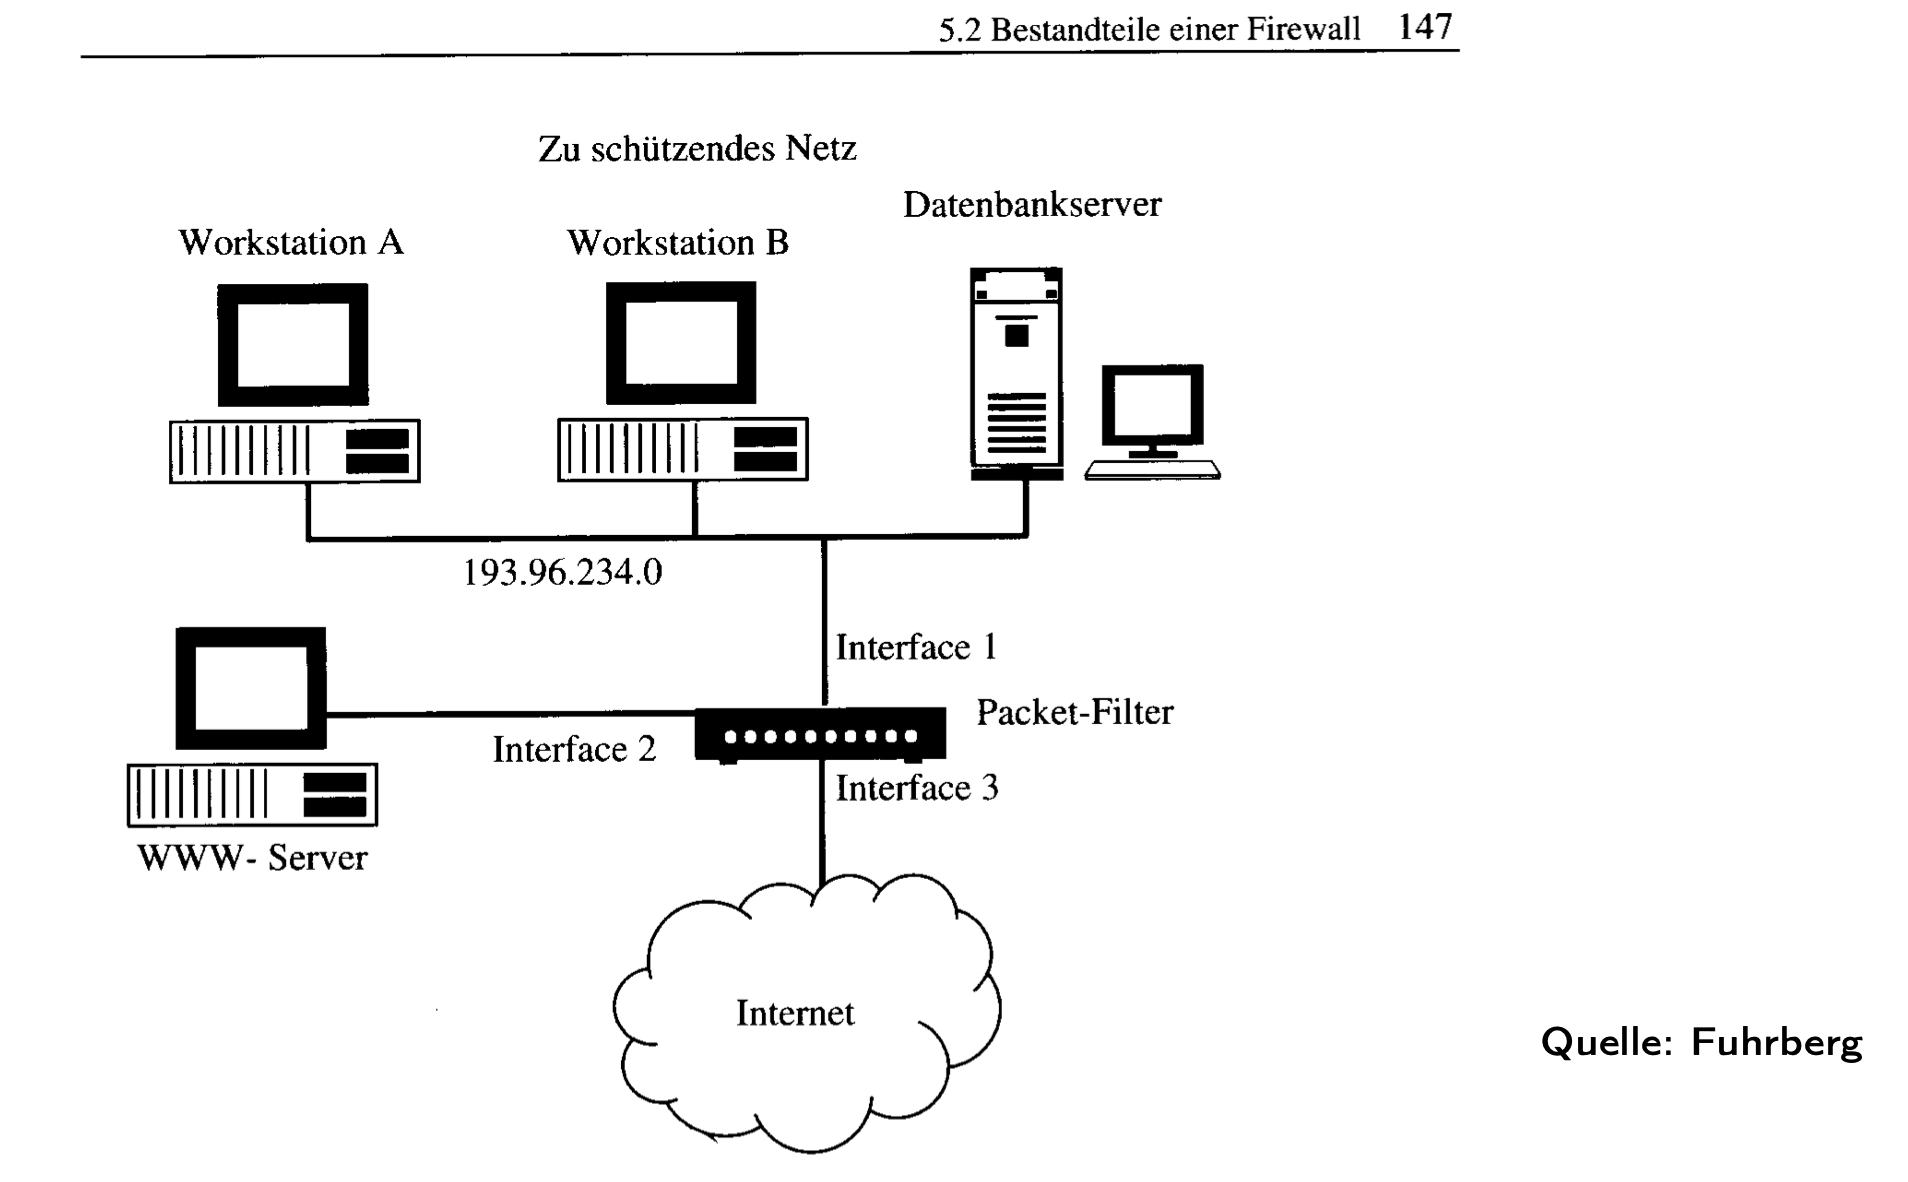 5.2 Bestandteile einer Firewall 147
Zu schützendes Netz
Datenbankserver
Workstation A
Workstation B
193.96.234.0
Interface 1
Packet-Filter
Interface 2
Interface 3
WWW- Server
Internet
Quelle: Fuhrberg